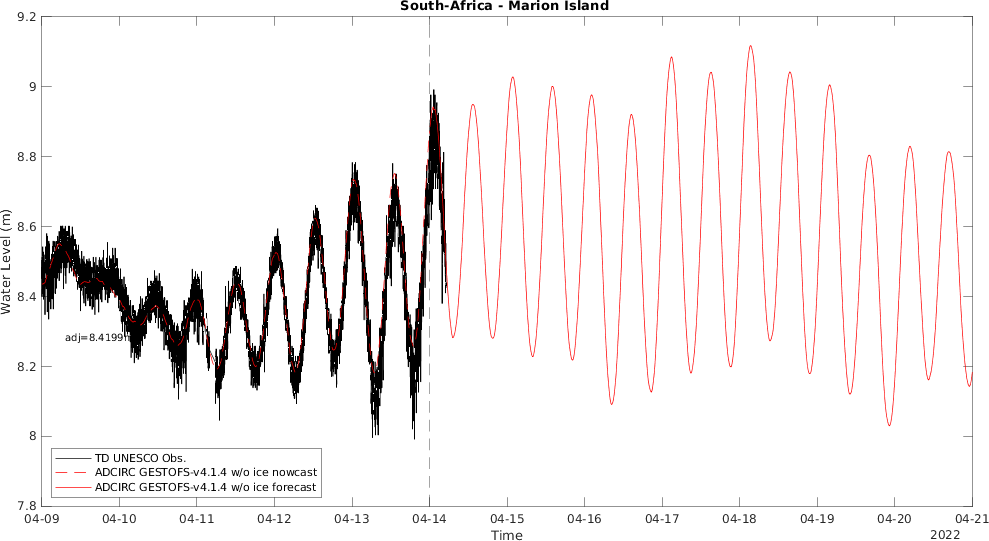 South-Africa - Marion Island
9.2
9
8.8
8.6
8.4
8.2
8
7.8
Water Level (m)
adj=8.4199m
TD UNESCO Obs.
ADCIRC GESTOFS-v4.1.4 w/o ice nowcast
ADCIRC GESTOFS-v4.1.4 w/o ice forecast
04-09 04-10 04-11 04-12 04-13 04-14 04-15 04-16 04-17 04-18 04-19 04-20 04-21
Time
2022